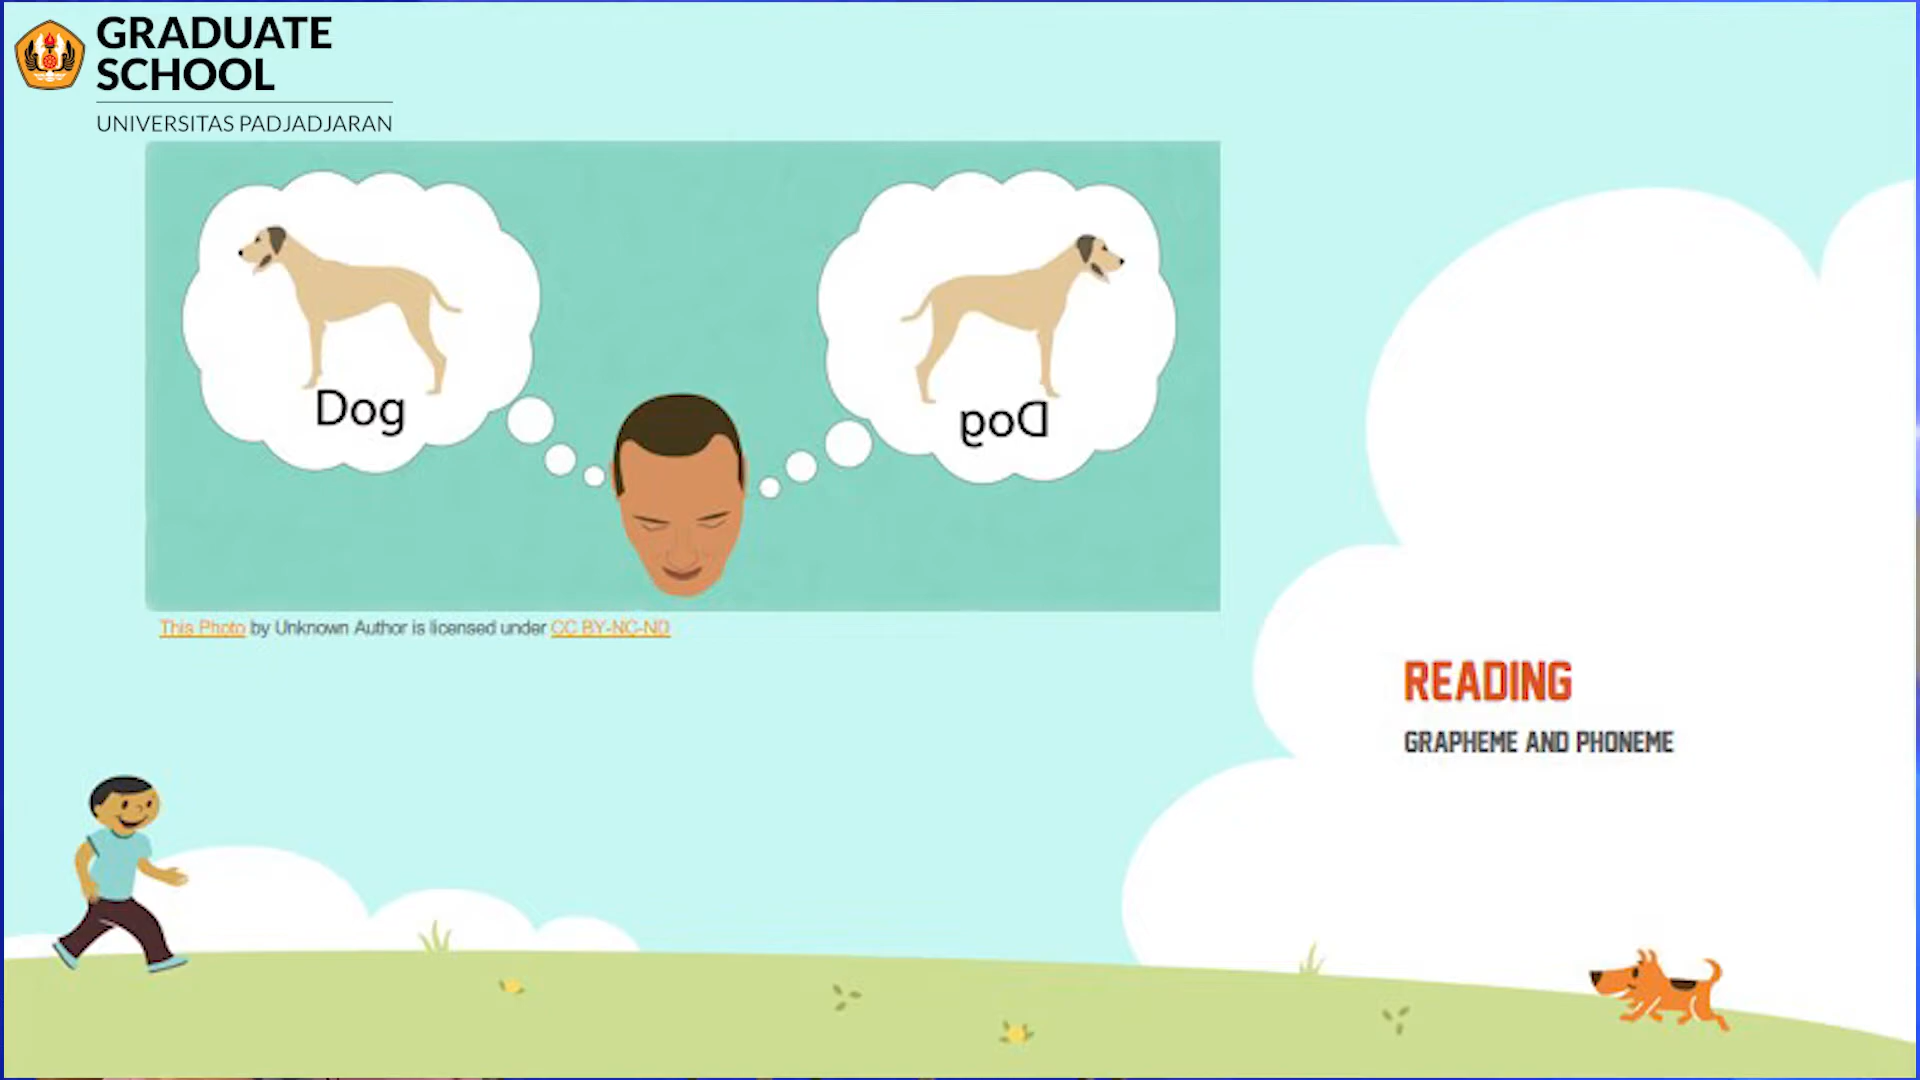 GRADUATE
SCHOOL
UNIVERSITAS PADJADJARAN
Dog
Dog
This Photo by Unknown Author is licensed under CC BY-NC-ND
READING
GRAPHEME AND PHONEME